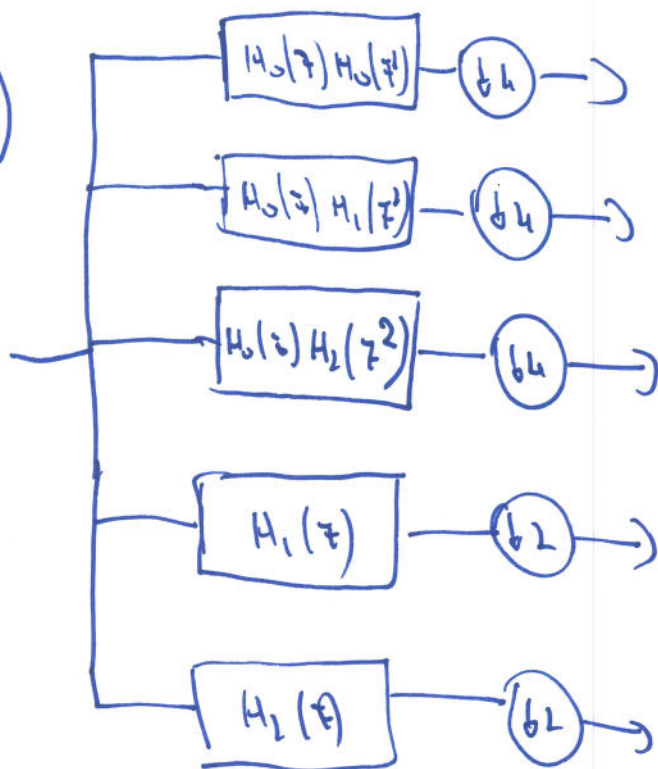 H₀(z) H₀(z²) ↓4
H₀(z) H₁(z²) ↓4
H₀(z) H₂(z²) ↓4
H₁(z) ↓2
H₂(z) ↓2